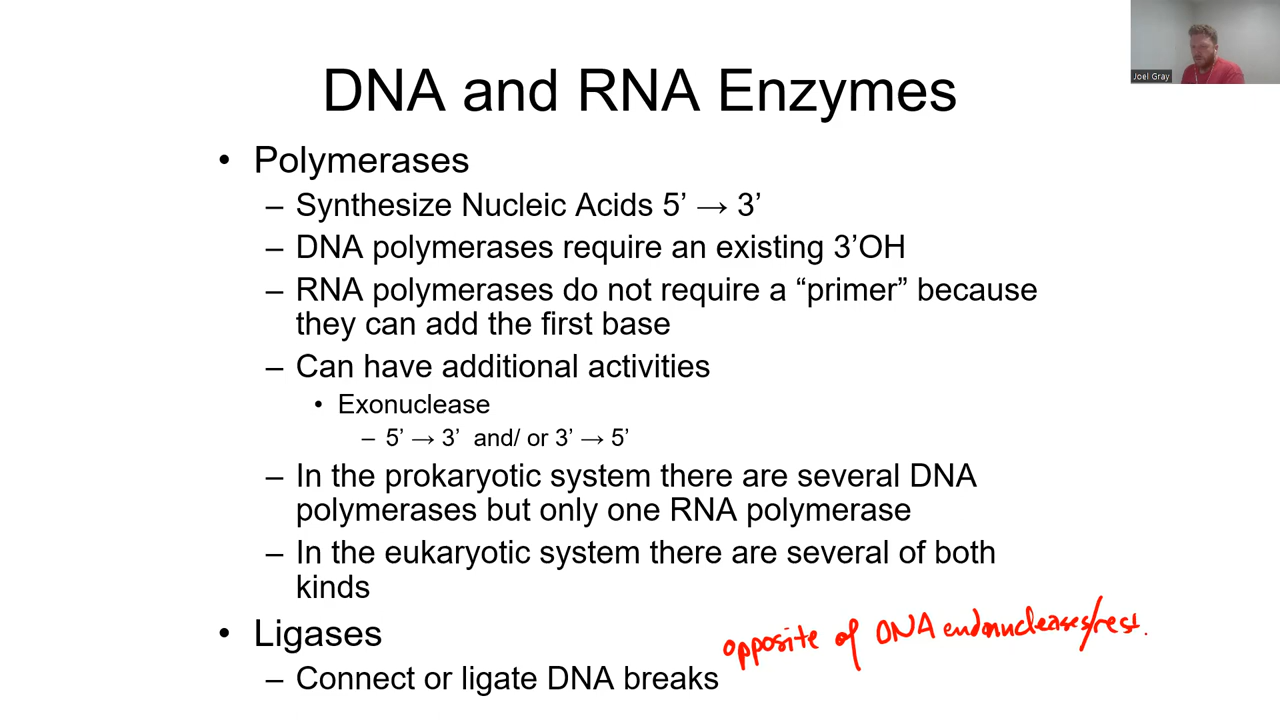 Joel Gray
DNA and RNA Enzymes
• Polymerases
– Synthesize Nucleic Acids 5’ → 3’
– DNA polymerases require an existing 3’OH
– RNA polymerases do not require a “primer” because
they can add the first base
– Can have additional activities
• Exonuclease
– 5’ → 3’ and/ or 3’ → 5’
– In the prokaryotic system there are several DNA
polymerases but only one RNA polymerase
– In the eukaryotic system there are several of both
kinds
• Ligases
opposite of DNA endonucleases/rest.
– Connect or ligate DNA breaks